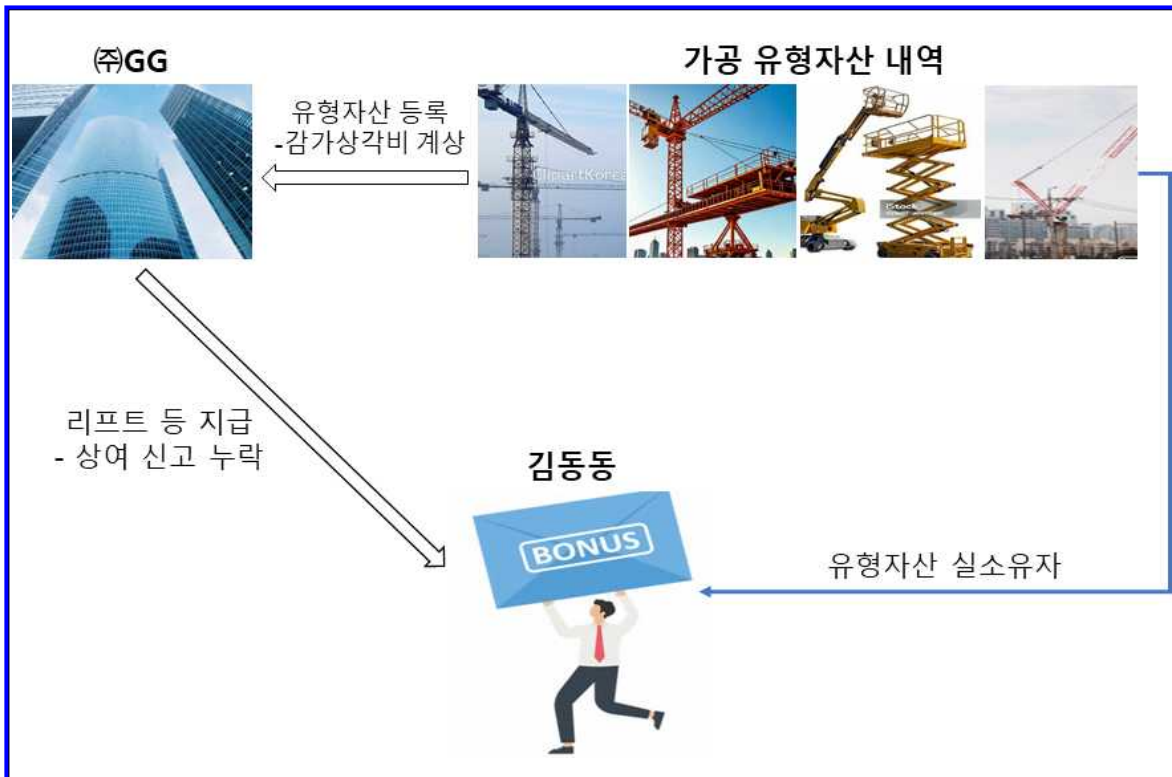 ㈜GG
가공 유형자산 내역
유형자산 등록
-감가상각비 계상
ClipartKorea
iStock
리프트 등 지급
- 상여 신고 누락
김동동
BONUS
유형자산 실소유자